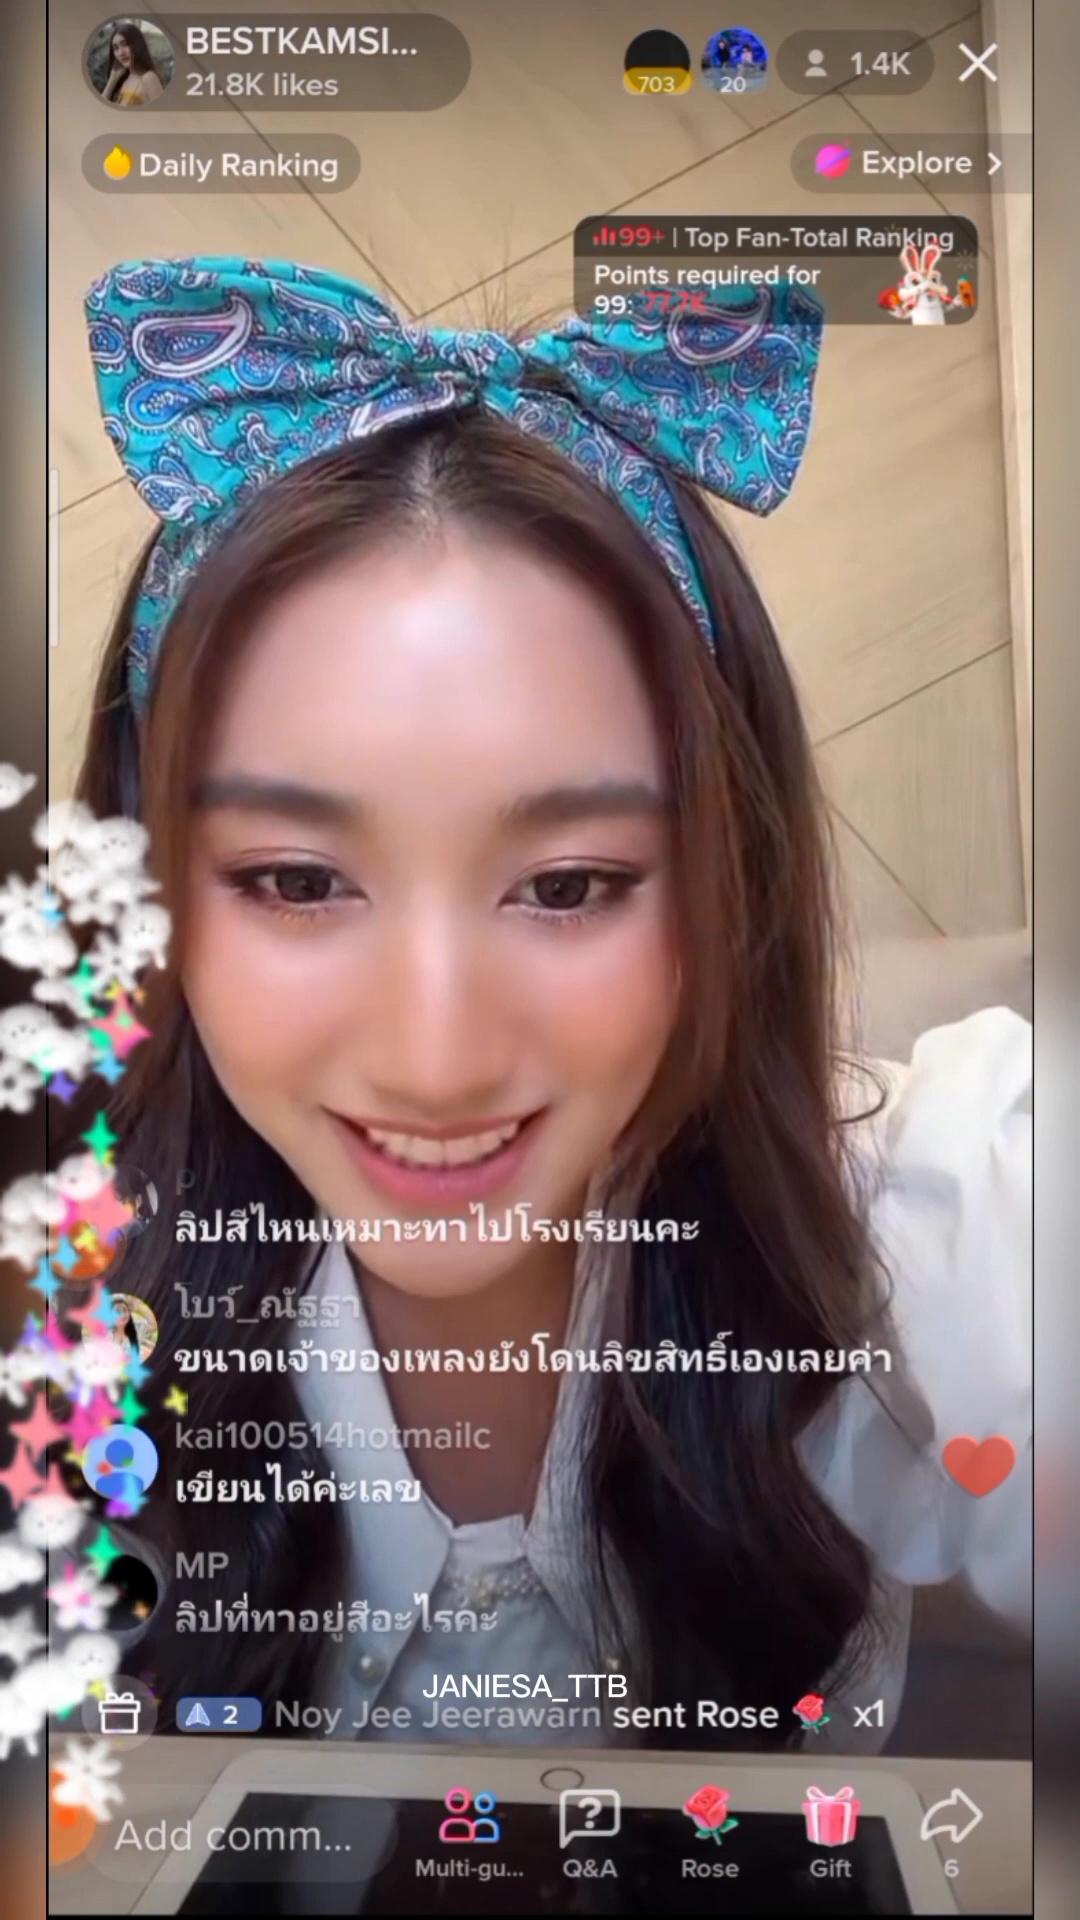 BESTKAMSI...
21.8K likes
703
20
1.4K
Daily Ranking
Explore
99+ | Top Fan-Total Ranking
Points required for
99: 77.7K
p
ลิปสีไหนเหมาะทาไปโรงเรียนคะ
โบว์_ณัฐฐา
ขนาดเจ้าของเพลงยังโดนลิขสิทธิ์เองเลยค่า
kai100514hotmailc
เขียนได้ค่ะเลข
MP
ลิปที่ทาอยู่สีอะไรค่ะ
JANIESA_TTB
2 Noy Jee Jeerawarn sent Rose x1
Add comm...
Multi-gu...
Q&A
Rose
Gift
6